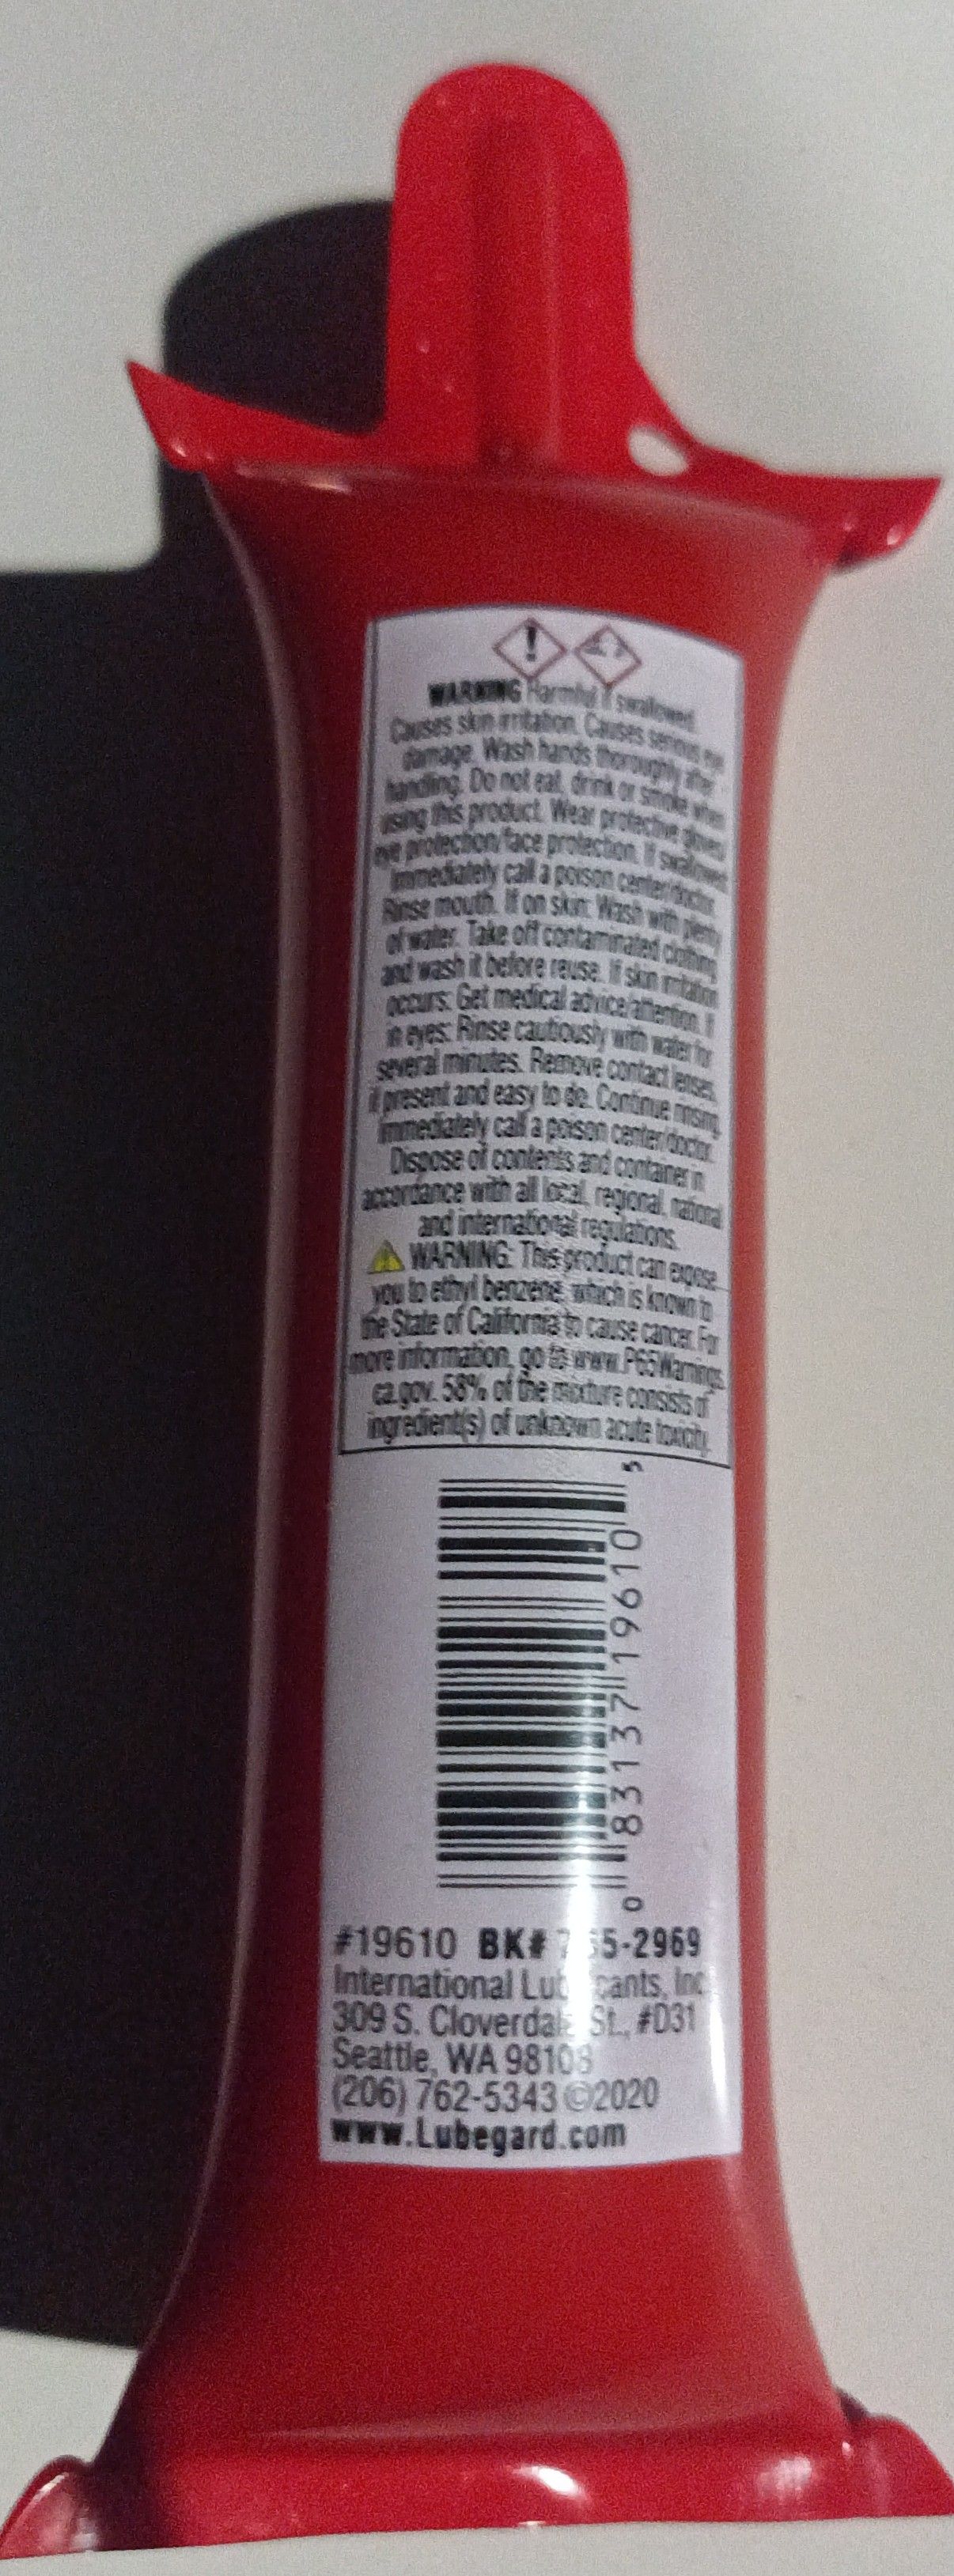 WARNING Harmful if swallowed.
Causes skin irritation. Causes serious eye
damage. Wash hands thoroughly after
handling. Do not eat, drink or smoke when
using this product. Wear protective gloves/
eye protection/face protection. If swallowed:
Immediately call a poison center/doctor.
Rinse mouth. If on skin: Wash with plenty
of water. Take off contaminated clothing
and wash it before reuse. If skin irritation
occurs: Get medical advice/attention. If
in eyes: Rinse cautiously with water for
several minutes. Remove contact lenses,
if present and easy to do. Continue rinsing.
Immediately call a poison center/doctor.
Dispose of contents and container in
accordance with all local, regional, national
and international regulations.
WARNING: This product can expose
you to ethyl benzene, which is known to
the State of California to cause cancer. For
more information, go to www.P65Warnings.
ca.gov. 58% of the mixture consists of
ingredient(s) of unknown acute toxicity.
0 83137 19610 5
#19610 BK#
International Lubricants, Inc
309 S. Cloverdale St., #D31
Seattle, WA 98108
(206) 762-5343 ©2020
www.Lubegard.com